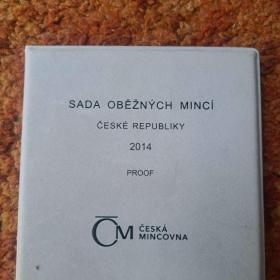 SADA OBĚŽNÝCH MINCÍ
ČESKÉ REPUBLIKY
2014
PROOF
ČM ČESKÁ
MINCOVNA